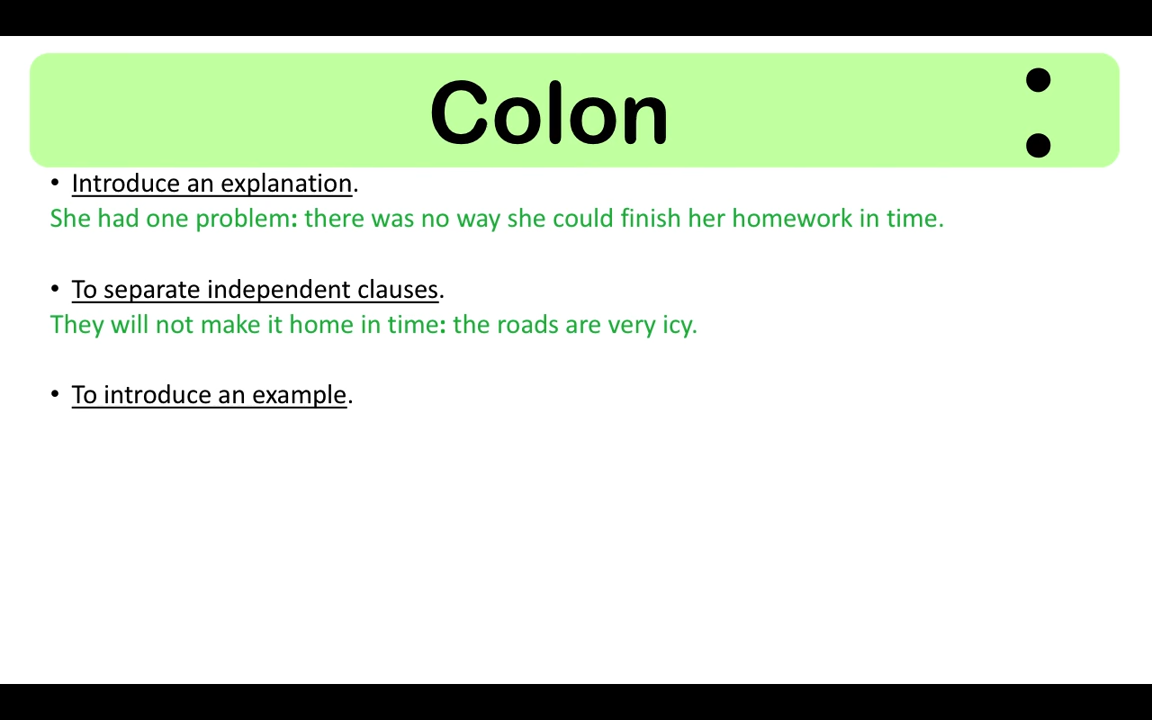 Colon :
• Introduce an explanation.
She had one problem: there was no way she could finish her homework in time.
• To separate independent clauses.
They will not make it home in time: the roads are very icy.
• To introduce an example.